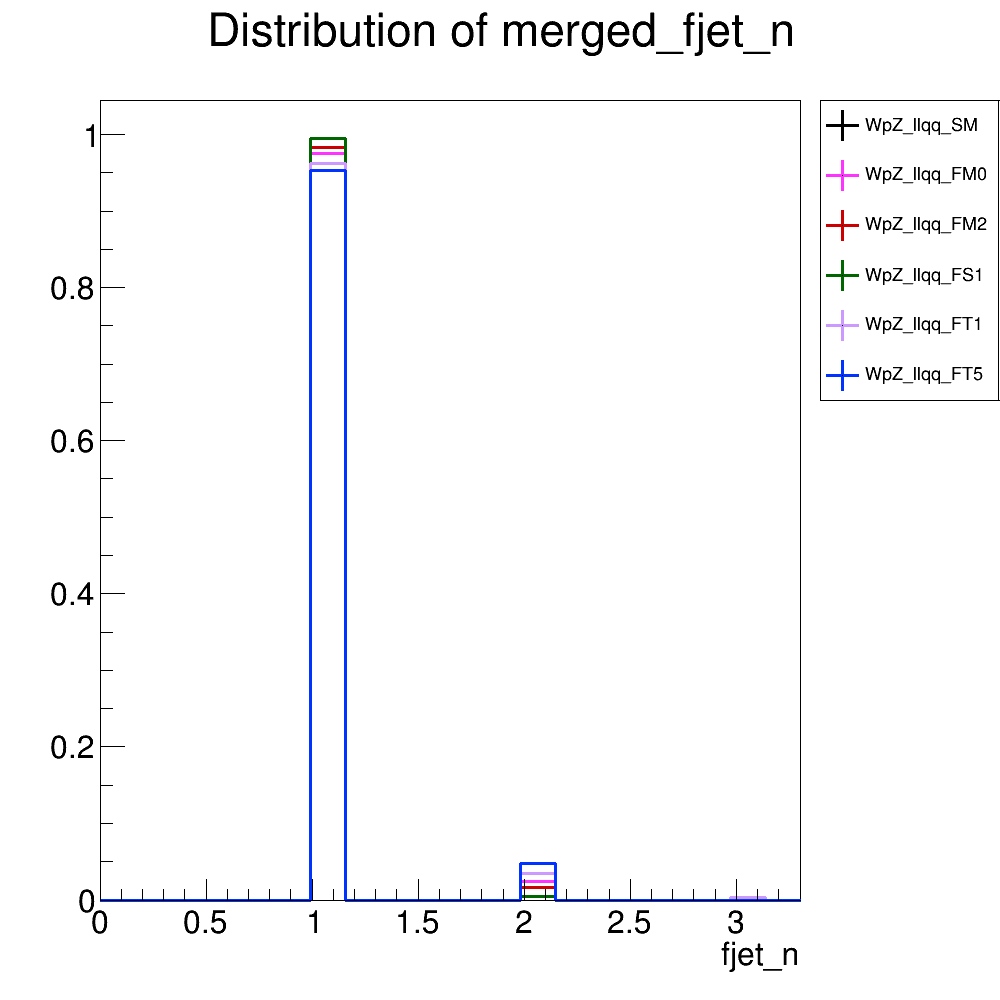 Distribution of merged_fjet_n
WpZ_llqq_SM
WpZ_llqq_FM0
WpZ_llqq_FM2
WpZ_llqq_FS1
WpZ_llqq_FT1
WpZ_llqq_FT5
1
0.8
0.6
0.4
0.2
0
0 0.5 1 1.5 2 2.5 3
fjet_n